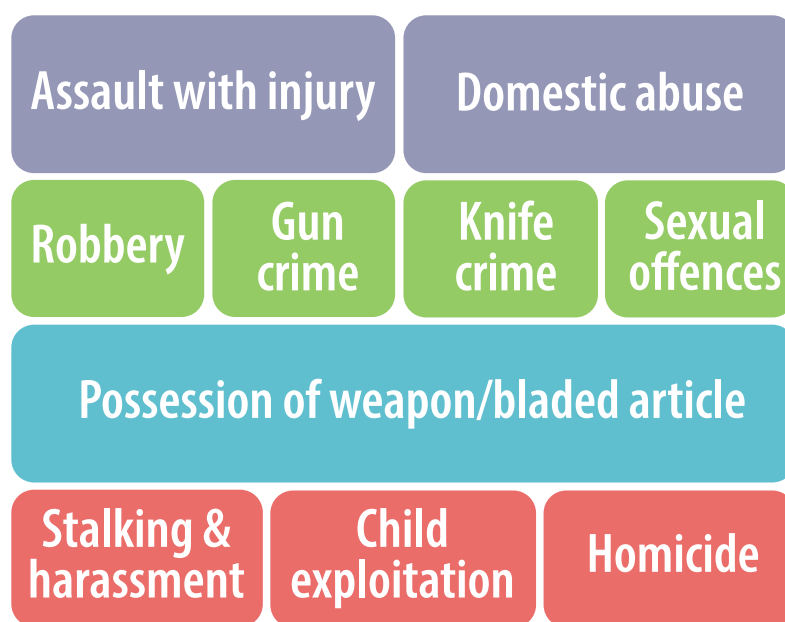 Assault with injury
Domestic abuse
Robbery
Gun
crime
Knife
crime
Sexual
offences
Possession of weapon/bladed article
Stalking &
harassment
Child
exploitation
Homicide